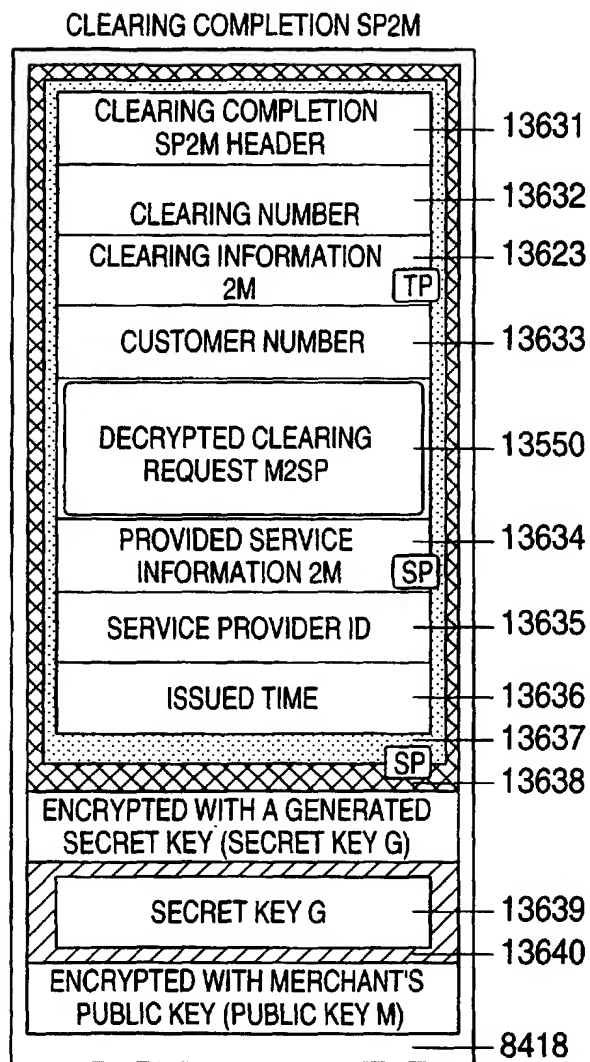 CLEARING COMPLETION SP2M
CLEARING COMPLETION
SP2M HEADER
13631
CLEARING NUMBER
13632
CLEARING INFORMATION
2M
TP
13623
CUSTOMER NUMBER
13633
DECRYPTED CLEARING
REQUEST M2SP
13550
PROVIDED SERVICE
INFORMATION 2M
SP
13634
SERVICE PROVIDER ID
13635
ISSUED TIME
13636
13637
SP
13638
ENCRYPTED WITH A GENERATED
SECRET KEY (SECRET KEY G)
SECRET KEY G
13639
13640
ENCRYPTED WITH MERCHANT'S
PUBLIC KEY (PUBLIC KEY M)
8418